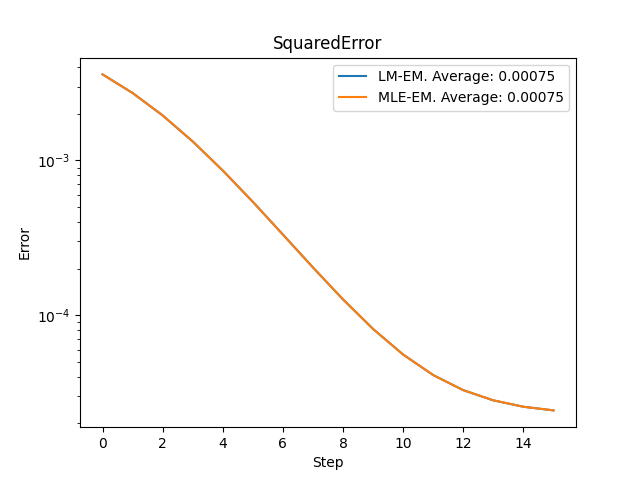 SquaredError
LM-EM. Average: 0.00075
MLE-EM. Average: 0.00075
10⁻³
10⁻⁴
Error
0 2 4 6 8 10 12 14
Step